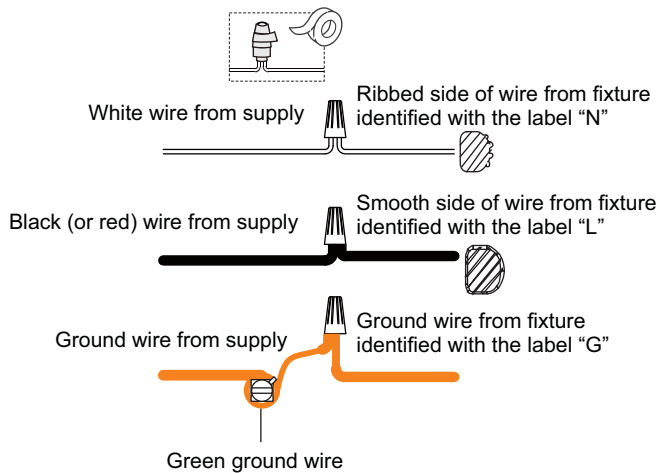 White wire from supply
Ribbed side of wire from fixture
identified with the label “N”
Black (or red) wire from supply
Smooth side of wire from fixture
identified with the label “L”
Ground wire from supply
Ground wire from fixture
identified with the label “G”
Green ground wire